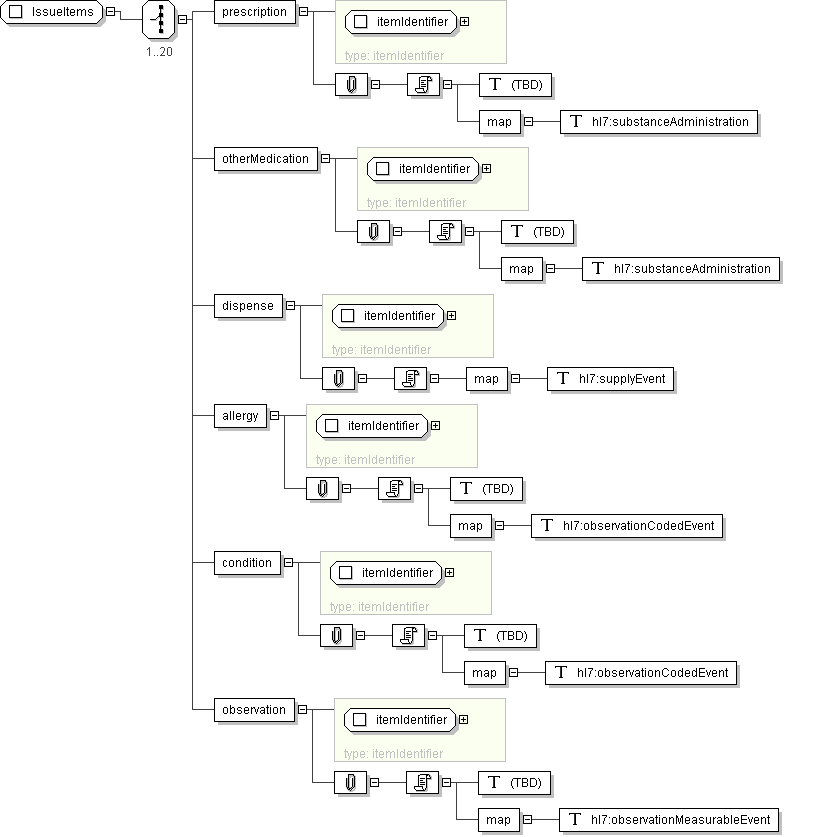 IssueItems
1..20
prescription
itemIdentifier
type: itemIdentifier
T (TBD)
map
T hl7:substanceAdministration
otherMedication
itemIdentifier
type: itemIdentifier
T (TBD)
map
T hl7:substanceAdministration
dispense
itemIdentifier
type: itemIdentifier
map
T hl7:supplyEvent
allergy
itemIdentifier
type: itemIdentifier
T (TBD)
map
T hl7:observationCodedEvent
condition
itemIdentifier
type: itemIdentifier
T (TBD)
map
T hl7:observationCodedEvent
observation
itemIdentifier
type: itemIdentifier
T (TBD)
map
T hl7:observationMeasurableEvent